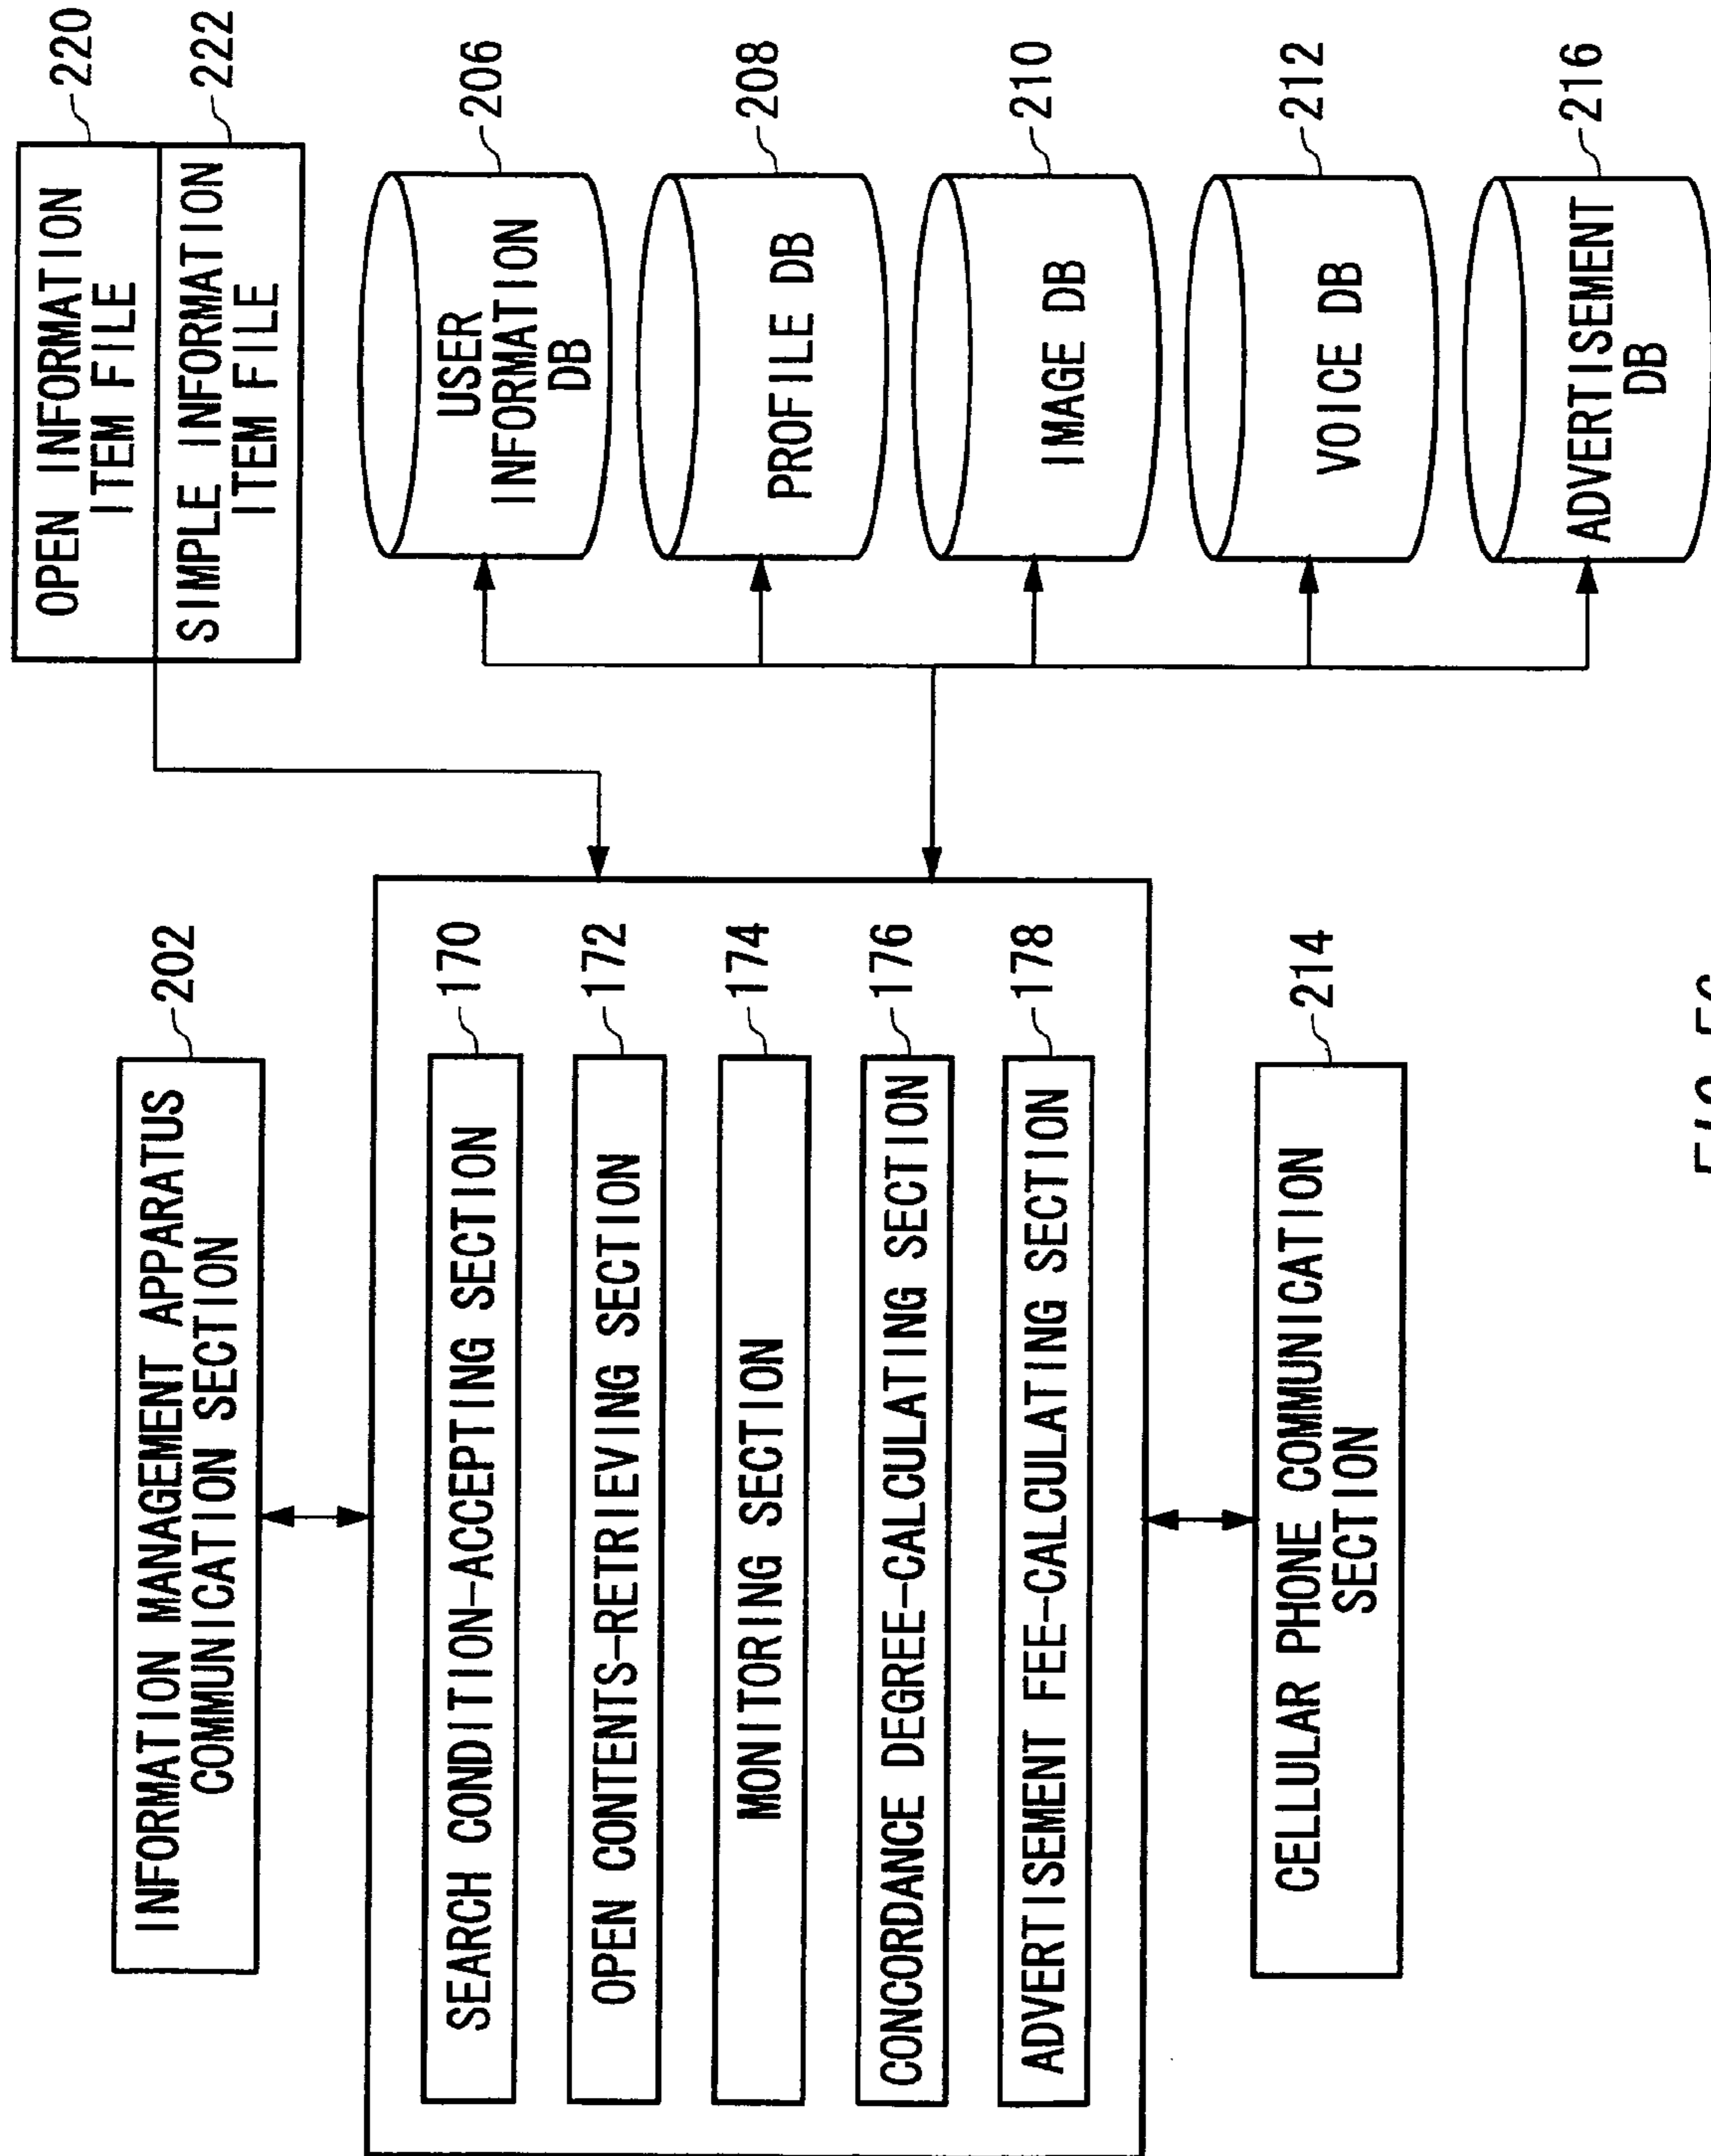 INFORMATION MANAGEMENT APPARATUS
COMMUNICATION SECTION
202
SEARCH CONDITION-ACCEPTING SECTION
170
OPEN CONTENTS-RETRIEVING SECTION
172
MONITORING SECTION
174
CONCORDANCE DEGREE-CALCULATING SECTION
176
ADVERTISEMENT FEE-CALCULATING SECTION
178
CELLULAR PHONE COMMUNICATION
SECTION
214
OPEN INFORMATION
ITEM FILE
220
SIMPLE INFORMATION
ITEM FILE
222
USER
INFORMATION
DB
206
PROFILE DB
208
IMAGE DB
210
VOICE DB
212
ADVERTISEMENT
DB
216